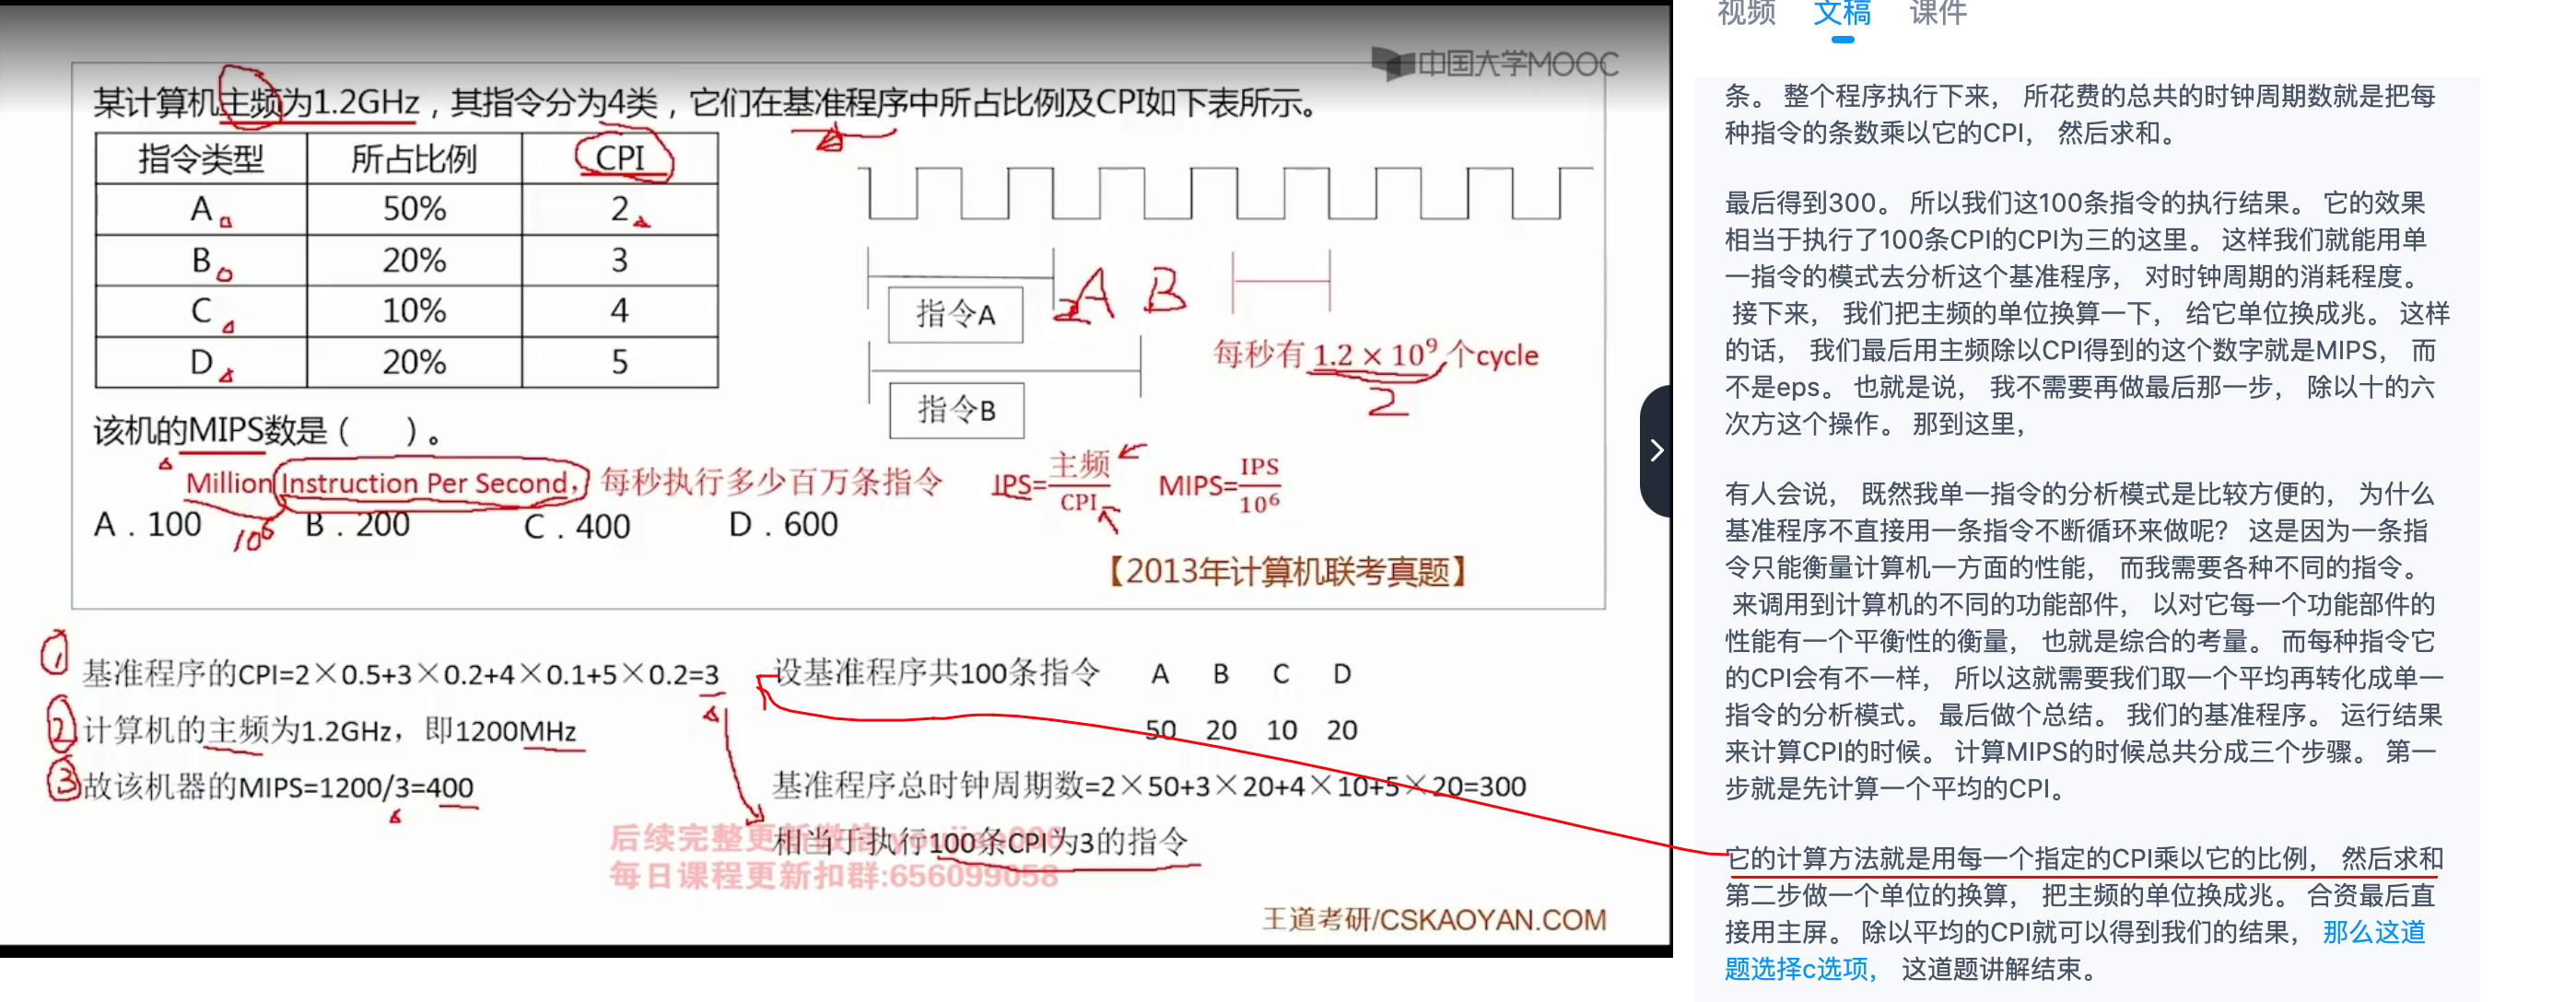 中国大学MOOC
某计算机主频为1.2GHz，其指令分为4类，它们在基准程序中所占比例及CPI如下表所示。
指令类型 所占比例 CPI
A 50% 2
B 20% 3
C 10% 4
D 20% 5
指令A
A B
指令B
每秒有 1.2 × 10⁹ 个cycle
2
该机的MIPS数是（ ）。
Million Instruction Per Second，每秒执行多少百万条指令 IPS=主频/CPI MIPS=IPS/10⁶
A．100 10⁶ B．200 C．400 D．600
【2013年计算机联考真题】
① 基准程序的CPI=2×0.5+3×0.2+4×0.1+5×0.2=3
② 计算机的主频为1.2GHz，即1200MHz
③ 故该机器的MIPS=1200/3=400
设基准程序共100条指令 A B C D
50 20 10 20
基准程序总时钟周期数=2×50+3×20+4×10+5×20=300
相当于执行100条CPI为3的指令
后续完整更新微信
每日课程更新扣群:656099058
王道考研/CSKAOYAN.COM
视频 文稿 课件
条。 整个程序执行下来， 所花费的总共的时钟周期数就是把每
种指令的条数乘以它的CPI， 然后求和。
最后得到300。 所以我们这100条指令的执行结果。 它的效果
相当于执行了100条CPI的CPI为三的这里。 这样我们就能用单
一指令的模式去分析这个基准程序， 对时钟周期的消耗程度。
接下来， 我们把主频的单位换算一下， 给它单位换成兆。 这样
的话， 我们最后用主频除以CPI得到的这个数字就是MIPS， 而
不是eps。 也就是说， 我不需要再做最后那一步， 除以十的六
次方这个操作。 那到这里，
有人会说， 既然我单一指令的分析模式是比较方便的， 为什么
基准程序不直接用一条指令不断循环来做呢? 这是因为一条指
令只能衡量计算机一方面的性能， 而我需要各种不同的指令。
来调用到计算机的不同的功能部件， 以对它每一个功能部件的
性能有一个平衡性的衡量， 也就是综合的考量。 而每种指令它
的CPI会有不一样， 所以这就需要我们取一个平均再转化成单一
指令的分析模式。 最后做个总结。 我们的基准程序。 运行结果
来计算CPI的时候。 计算MIPS的时候总共分成三个步骤。 第一
步就是先计算一个平均的CPI。
它的计算方法就是用每一个指定的CPI乘以它的比例， 然后求和
第二步做一个单位的换算， 把主频的单位换成兆。 合资最后直
接用主屏。 除以平均的CPI就可以得到我们的结果， 那么这道
题选择c选项， 这道题讲解结束。